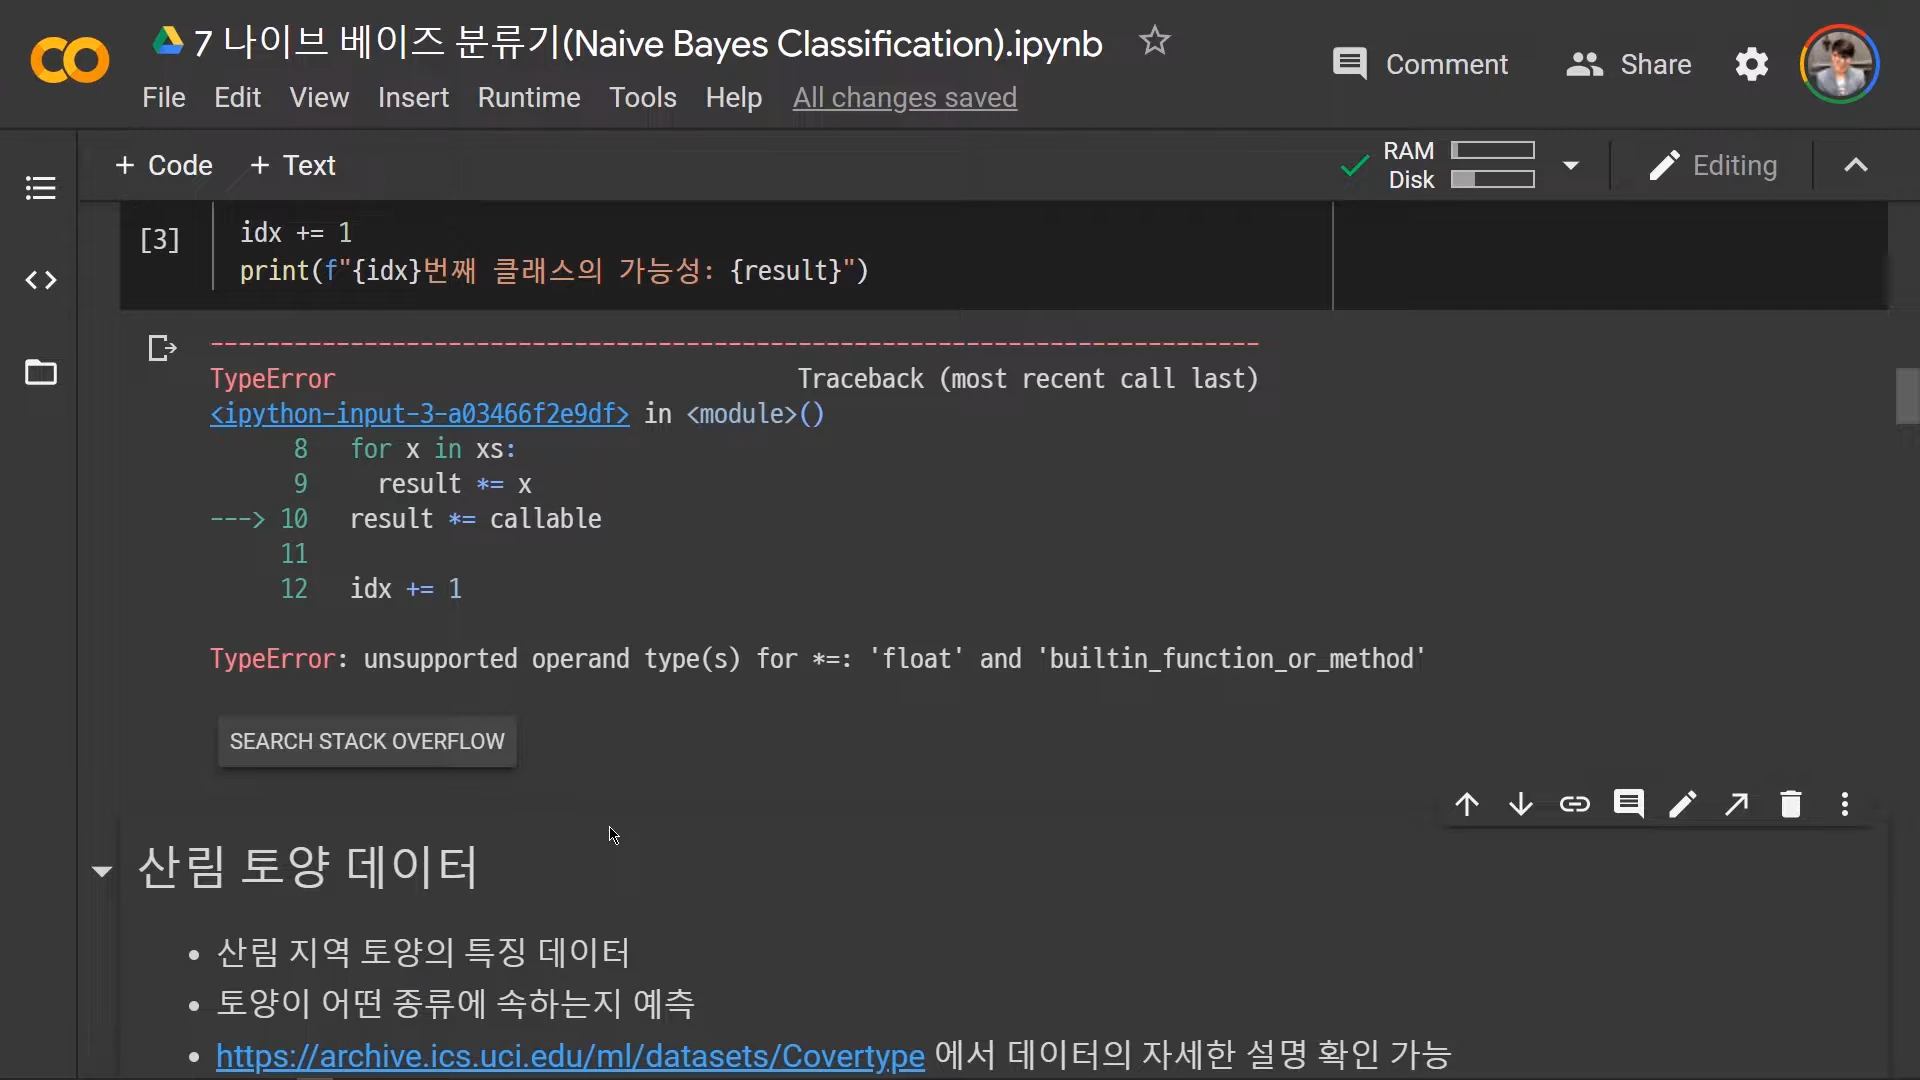 7 나이브 베이즈 분류기(Naive Bayes Classification).ipynb
Comment
Share
File Edit View Insert Runtime Tools Help All changes saved
+ Code + Text
RAM
Disk
Editing
[3]
idx += 1
print(f"{idx}번째 클래스의 가능성: {result}")
---------------------------------------------------------------------------
TypeError Traceback (most recent call last)
<ipython-input-3-a03466f2e9df> in <module>()
8 for x in xs:
9 result *= x
---> 10 result *= callable
11
12 idx += 1
TypeError: unsupported operand type(s) for *=: 'float' and 'builtin_function_or_method'
SEARCH STACK OVERFLOW
산림 토양 데이터
• 산림 지역 토양의 특징 데이터
• 토양이 어떤 종류에 속하는지 예측
• https://archive.ics.uci.edu/ml/datasets/Covertype 에서 데이터의 자세한 설명 확인 가능